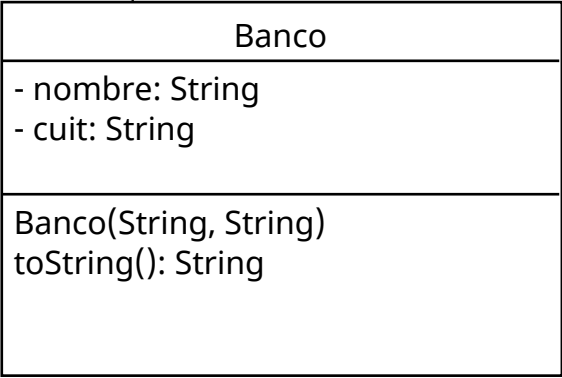 Banco
- nombre: String
- cuit: String
Banco(String, String)
toString(): String